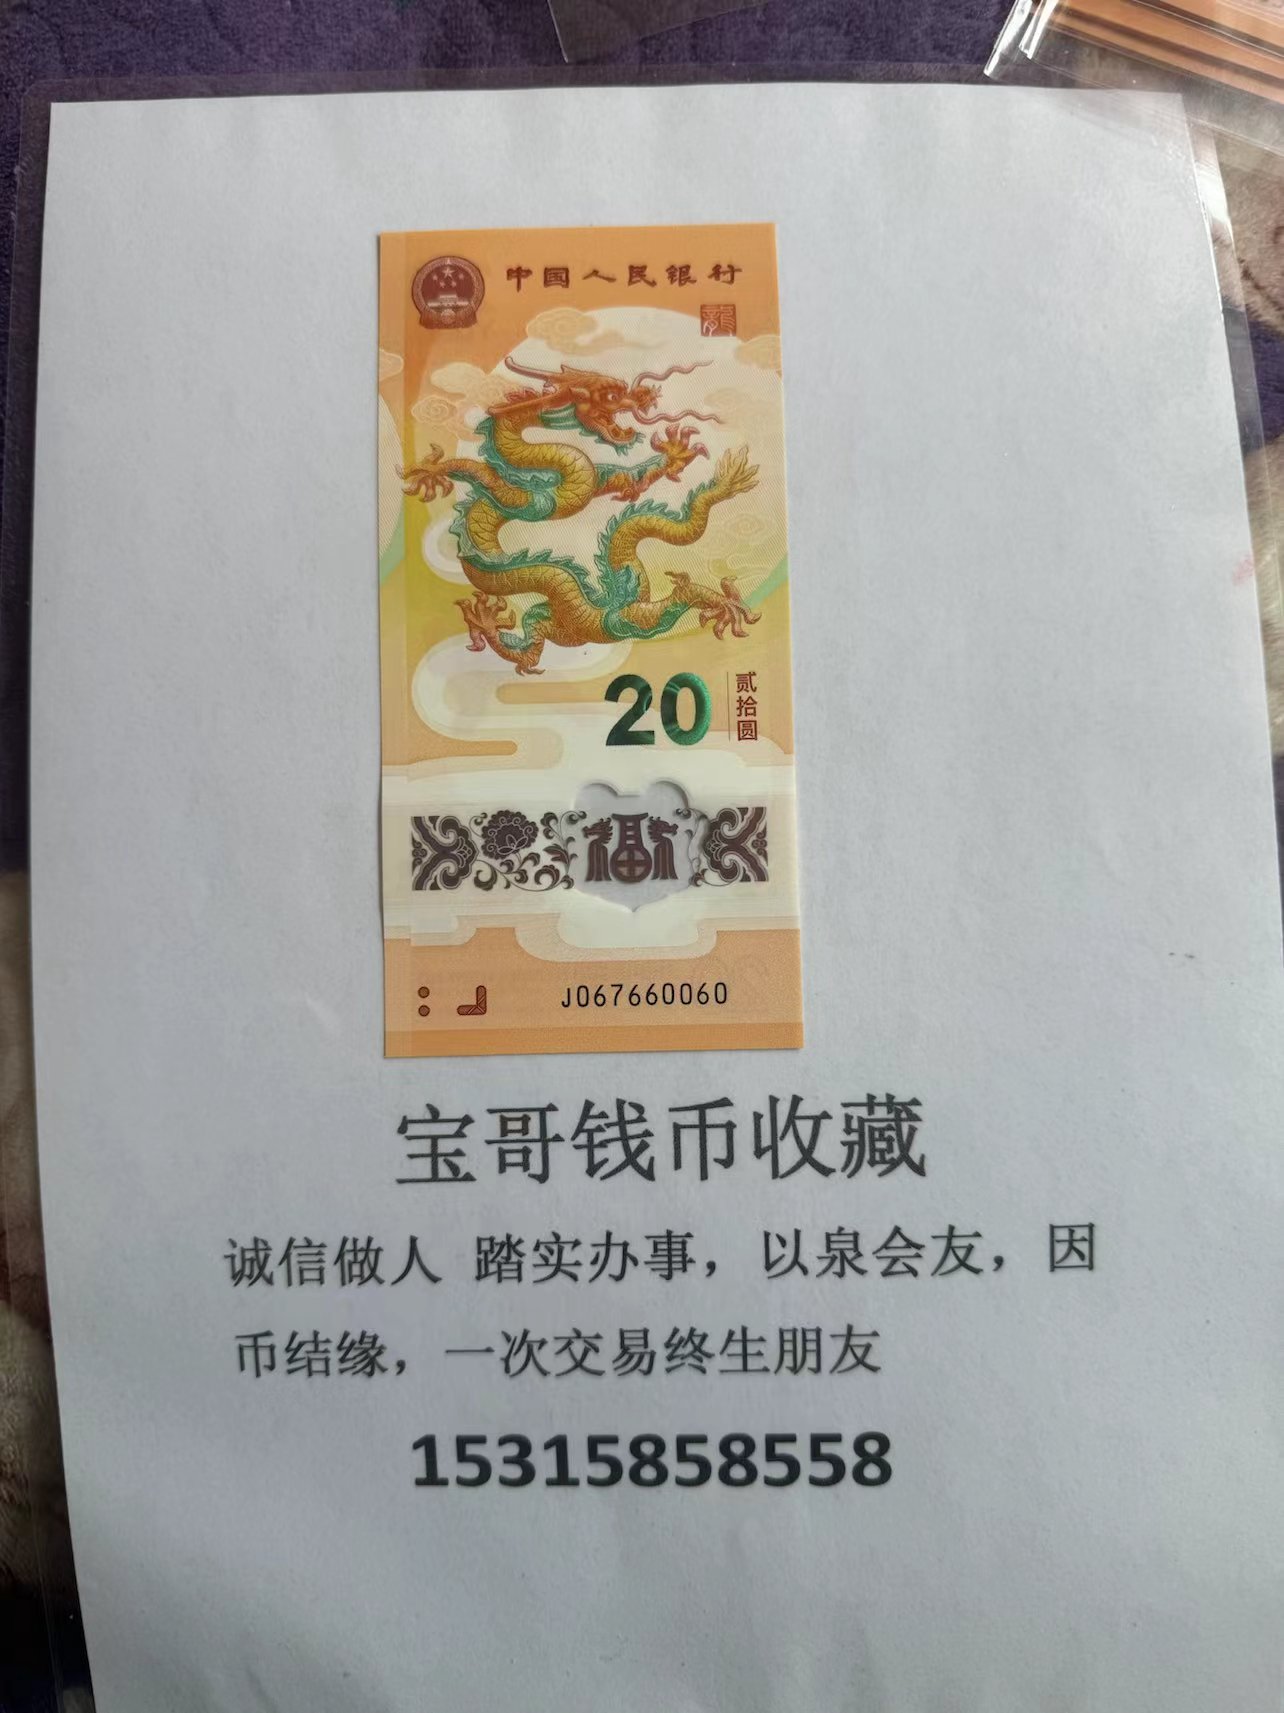 中国人民银行
龍
20
贰拾圆
福
J067660060
宝哥钱币收藏
诚信做人 踏实办事，以泉会友，因
币结缘，一次交易终生朋友
15315858558